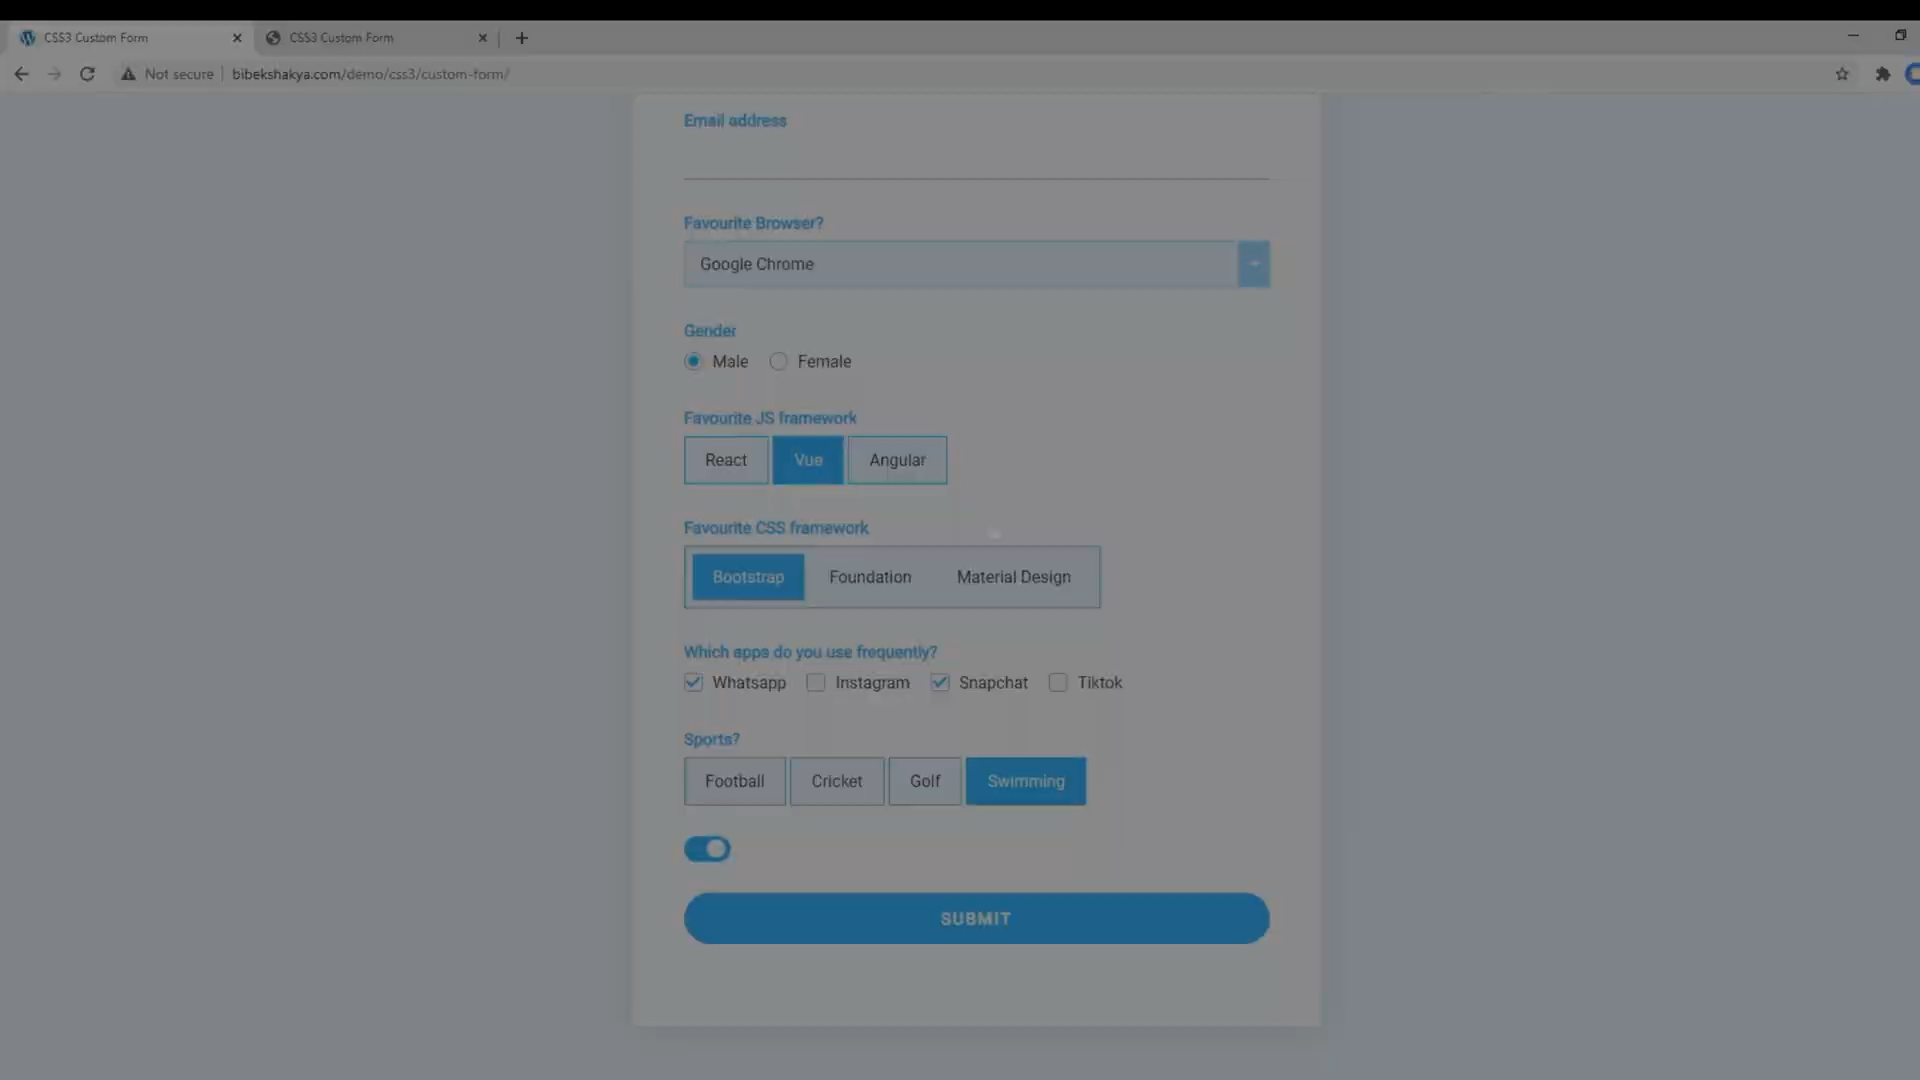 CSS3 Custom Form
CSS3 Custom Form
Not secure
bibekshakya.com/demo/css3/custom-form/
Email address
Favourite Browser?
Google Chrome
Gender
Male Female
Favourite JS framework
React Vue Angular
Favourite CSS framework
Bootstrap Foundation Material Design
Which apps do you use frequently?
Whatsapp Instagram Snapchat Tiktok
Sports?
Football Cricket Golf Swimming
SUBMIT